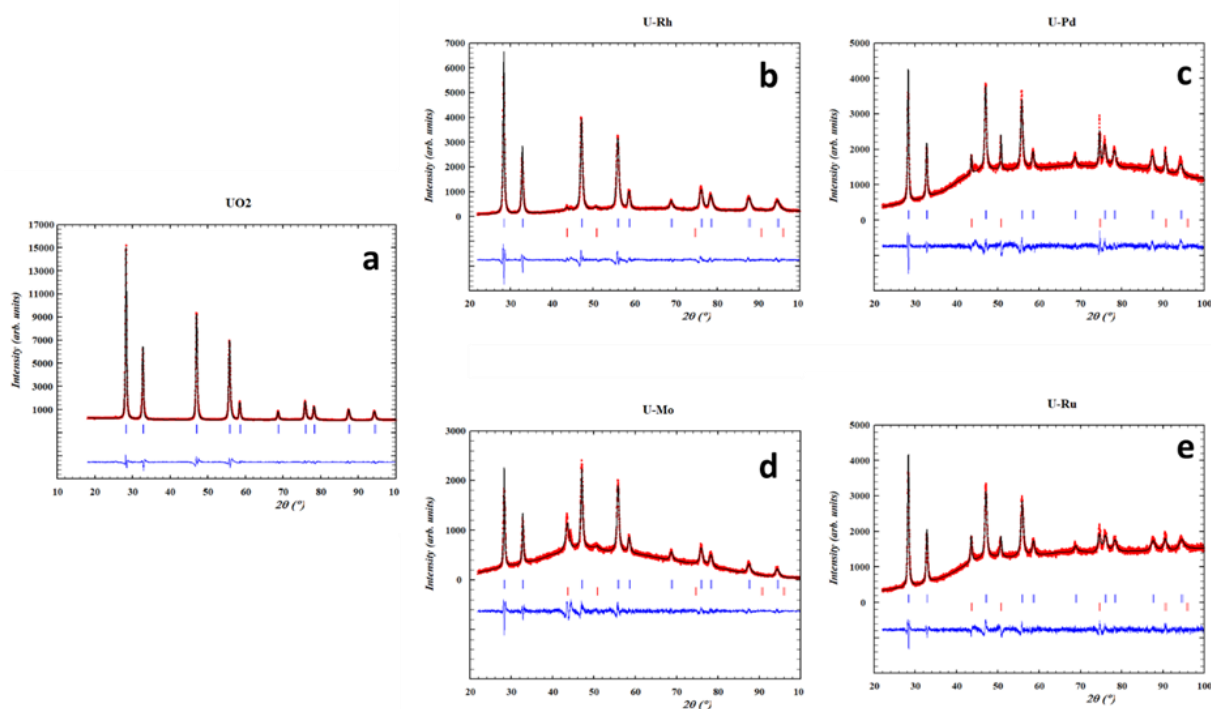 UO2
a
Intensity (arb. units)
17000
15000
13000
11000
9000
7000
5000
3000
1000
10 20 30 40 50 60 70 80 90 100
2θ (°)
U-Rh
b
Intensity (arb. units)
7000
6000
5000
4000
3000
2000
1000
0
20 30 40 50 60 70 80 90 10
2θ (°)
U-Pd
c
Intensity (arb. units)
5000
4000
3000
2000
1000
0
20 30 40 50 60 70 80 90 100
2θ (°)
U-Mo
d
Intensity (arb. units)
3000
2000
1000
0
20 30 40 50 60 70 80 90 10
2θ (°)
U-Ru
e
Intensity (arb. units)
5000
4000
3000
2000
1000
0
20 30 40 50 60 70 80 90 100
2θ (°)